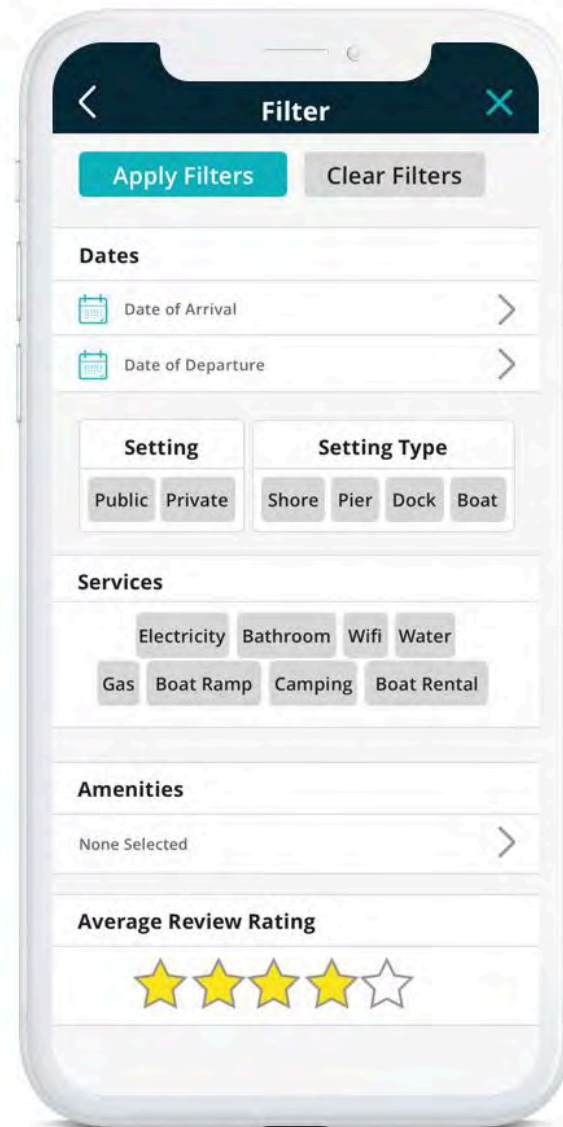 Filter
Apply Filters Clear Filters
Dates
Date of Arrival
Date of Departure
Setting Setting Type
Public Private Shore Pier Dock Boat
Services
Electricity Bathroom Wifi Water
Gas Boat Ramp Camping Boat Rental
Amenities
None Selected
Average Review Rating